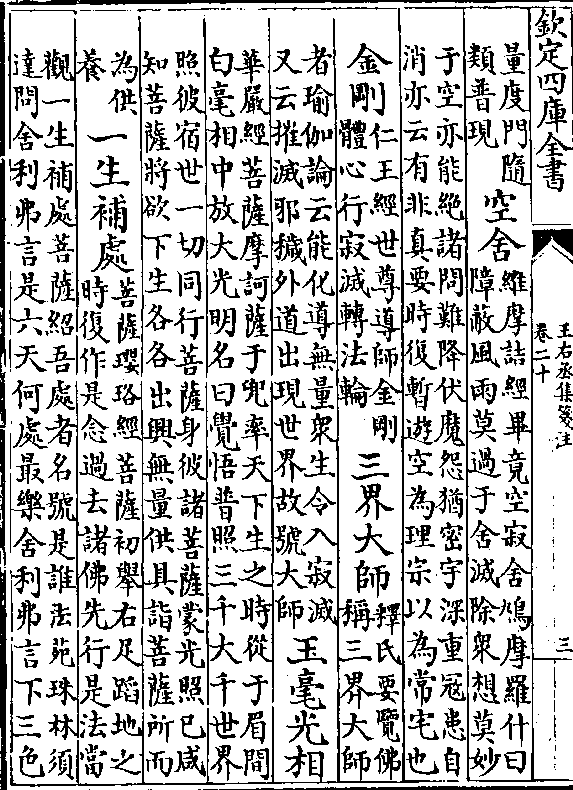 欽定四庫全書
王右丞集箋注
卷二十
三
量度門隨
類普現
空舍
維摩詰經畢竟空寂舍鳩摩羅什曰
障蔽風雨莫過于舍滅除衆想莫妙
于空亦能絶諸問難降伏魔怨猶密宇深重冦患自
消亦云有非真要時復暫遊空為理宗以為常宅也
金剛
仁王經世尊導師金剛
體心行寂滅轉法輪
三界大師
釋氏要覽佛
稱三界大師
者瑜伽論云能化導無量衆生令入寂滅
又云摧滅邪穢外道出現世界故號大師
玉毫光相
華嚴經菩薩摩訶薩于兜率天下生之時從于眉間
白毫相中放大光明名曰覺悟普照三千大千世界
照彼宿世一切同行菩薩身彼諸菩薩蒙光照已咸
知菩薩將欲下生各各出興無量供具詣菩薩所而
為供
養
一生補處
菩薩瓔珞經菩薩初舉右足蹈地之
時復作是念過去諸佛先行是法當
觀一生補處菩薩紹吾處者名號是誰法苑珠林須
達問舍利弗言是六天何處最樂舍利弗言下三色